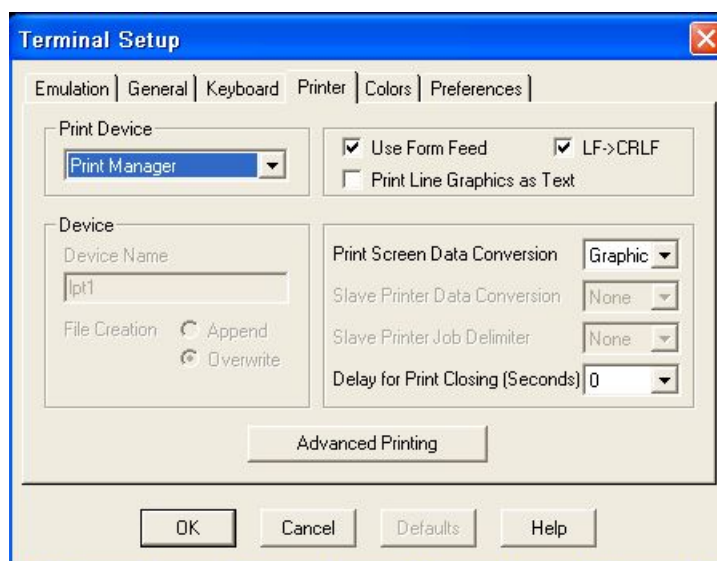 Terminal Setup
Emulation General Keyboard Printer Colors Preferences
Print Device
Print Manager
Use Form Feed LF->CRLF
Print Line Graphics as Text
Device
Device Name
lpt1
File Creation Append
Overwrite
Print Screen Data Conversion Graphic
Slave Printer Data Conversion None
Slave Printer Job Delimiter None
Delay for Print Closing (Seconds) 0
Advanced Printing
OK Cancel Defaults Help